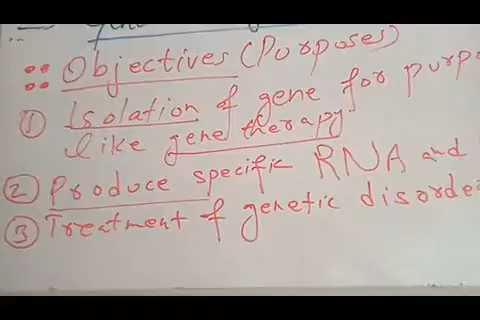 Objectives (Purposes)
① Isolation of gene for purpo
like gene therapy
② Produce specific RNA and
③ Treatment of genetic disorde